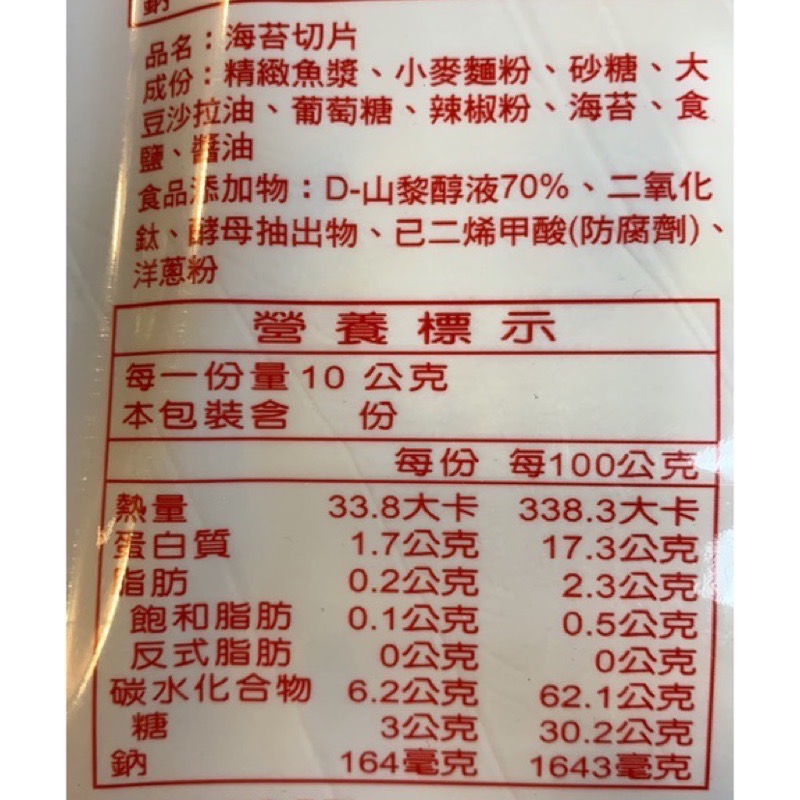 鈉
品名：海苔切片
成份：精緻魚漿、小麥麵粉、砂糖、大
豆沙拉油、葡萄糖、辣椒粉、海苔、食
鹽、醬油
食品添加物：D-山黎醇液70%、二氧化
鈦、酵母抽出物、己二烯甲酸(防腐劑)、
洋蔥粉
營養標示
每一份量10公克
本包裝含 份
每份 每100公克
熱量 33.8大卡 338.3大卡
蛋白質 1.7公克 17.3公克
脂肪 0.2公克 2.3公克
飽和脂肪 0.1公克 0.5公克
反式脂肪 0公克 0公克
碳水化合物 6.2公克 62.1公克
糖 3公克 30.2公克
鈉 164毫克 1643毫克